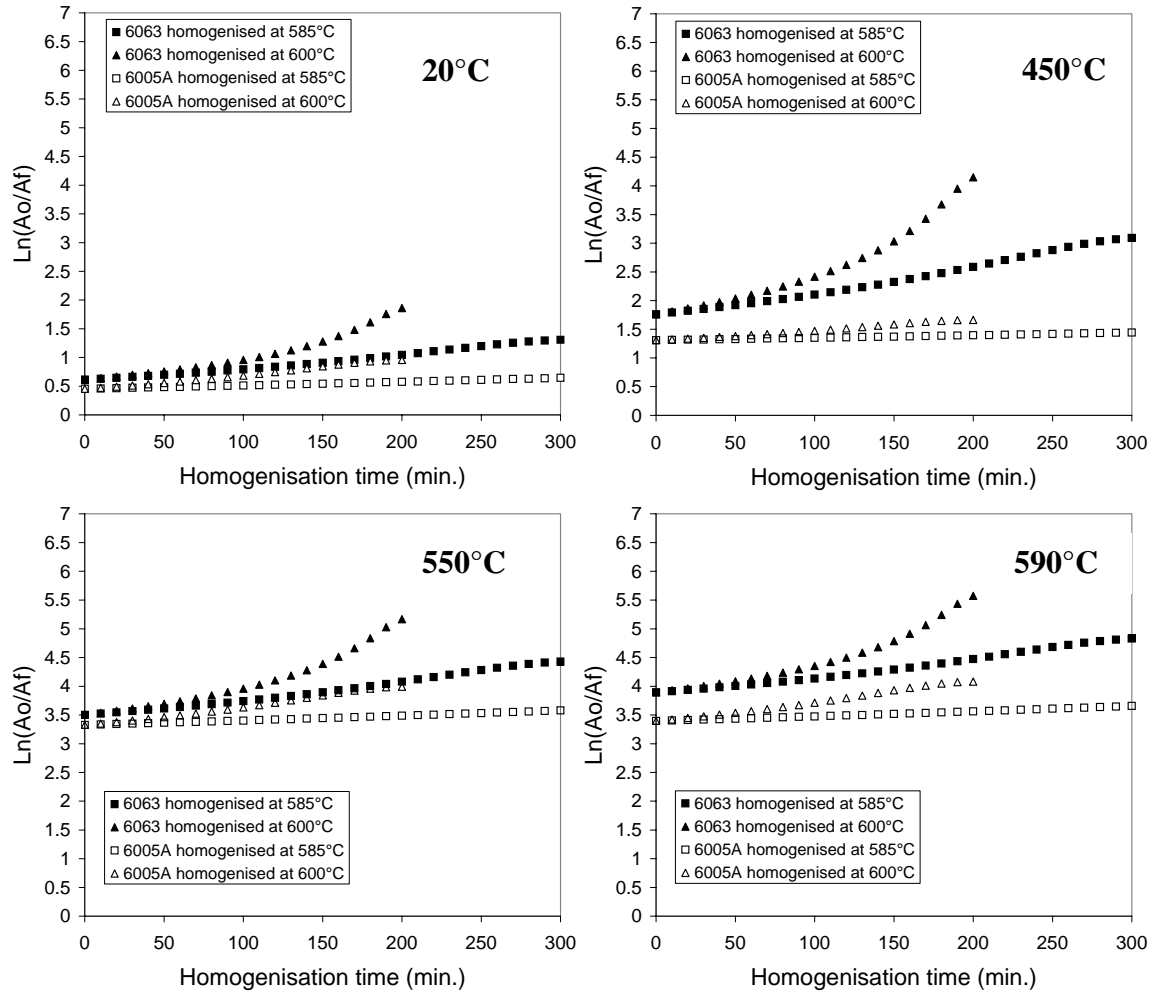 ■ 6063 homogenised at 585°C
▲ 6063 homogenised at 600°C
□ 6005A homogenised at 585°C
△ 6005A homogenised at 600°C
20°C
Ln(Ao/Af)
7
6.5
6
5.5
5
4.5
4
3.5
3
2.5
2
1.5
1
0.5
0
0 50 100 150 200 250 300
Homogenisation time (min.)
■ 6063 homogenised at 585°C
▲ 6063 homogenised at 600°C
□ 6005A homogenised at 585°C
△ 6005A homogenised at 600°C
450°C
Ln(Ao/Af)
7
6.5
6
5.5
5
4.5
4
3.5
3
2.5
2
1.5
1
0.5
0
0 50 100 150 200 250 300
Homogenisation time (min.)
550°C
Ln(Ao/Af)
7
6.5
6
5.5
5
4.5
4
3.5
3
2.5
2
1.5
1
0.5
0
■ 6063 homogenised at 585°C
▲ 6063 homogenised at 600°C
□ 6005A homogenised at 585°C
△ 6005A homogenised at 600°C
0 50 100 150 200 250 300
Homogenisation time (min.)
590°C
Ln(Ao/Af)
7
6.5
6
5.5
5
4.5
4
3.5
3
2.5
2
1.5
1
0.5
0
■ 6063 homogenised at 585°C
▲ 6063 homogenised at 600°C
□ 6005A homogenised at 585°C
△ 6005A homogenised at 600°C
0 50 100 150 200 250 300
Homogenisation time (min.)